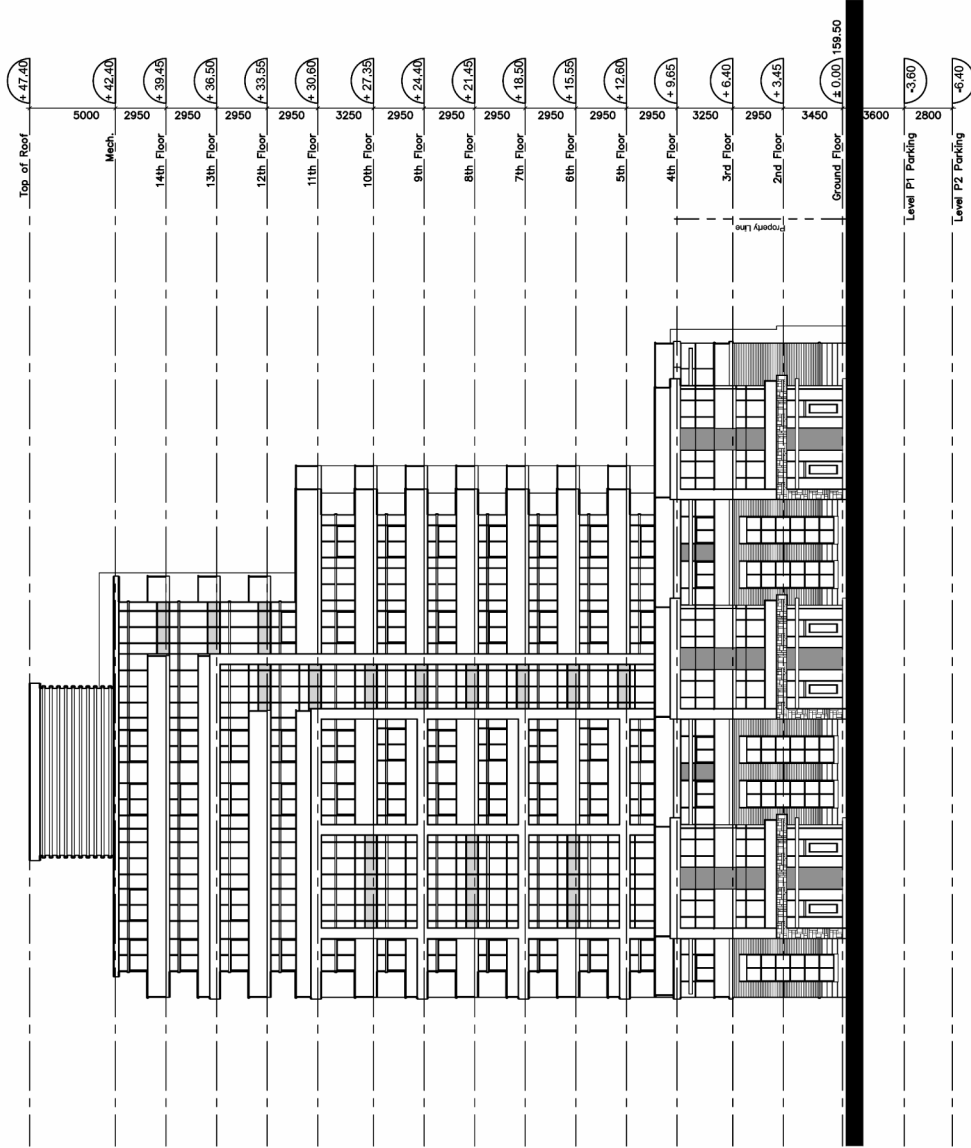 + 47.40
+ 42.40
+ 39.45
+ 36.50
+ 33.55
+ 30.60
+ 27.35
+ 24.40
+ 21.45
+ 18.50
+ 15.55
+ 12.60
+ 9.65
+ 6.40
+ 3.45
± 0.00 159.50
-3.60
-6.40
5000
2950
2950
2950
2950
3250
2950
2950
2950
2950
2950
2950
3250
2950
3450
3600
2800
Top of Roof
Mech.
14th Floor
13th Floor
12th Floor
11th Floor
10th Floor
9th Floor
8th Floor
7th Floor
6th Floor
5th Floor
4th Floor
3rd Floor
2nd Floor
Ground Floor
Level P1 Parking
Level P2 Parking
Property Line